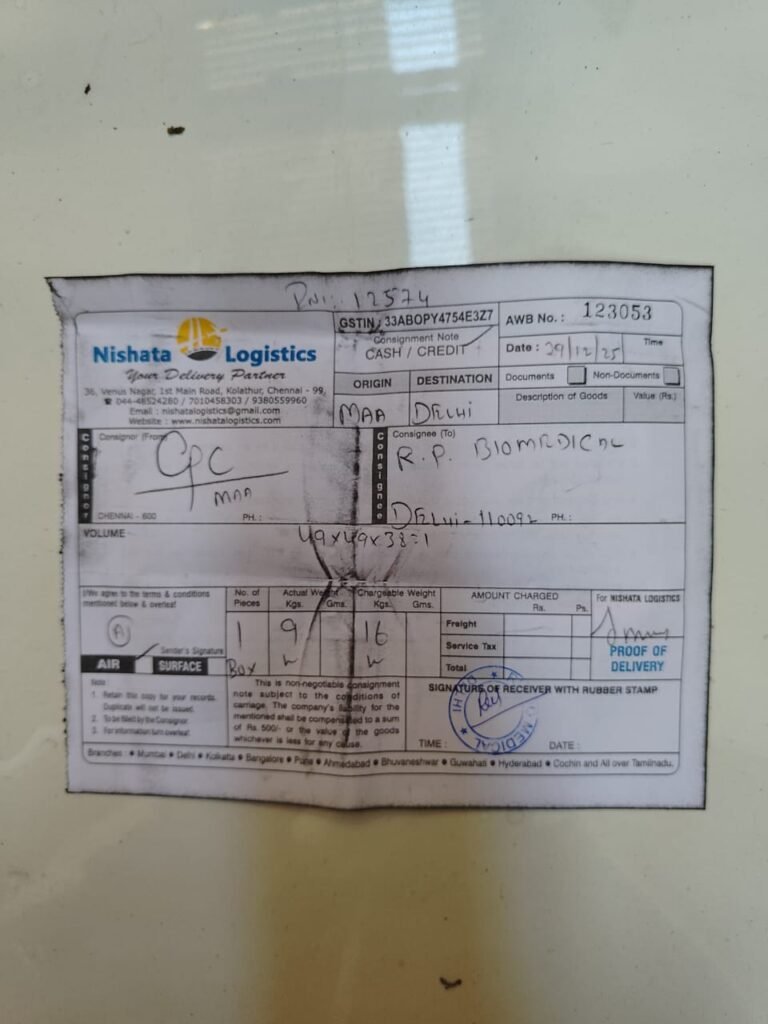 12574
Nishata Logistics
Your Delivery Partner
36, Venus Nagar, 1st Main Road, Kolathur, Chennai - 99,
☎ 044-48524280 / 7010458303 / 9380559960
Email : nishatalogistics@gmail.com
Website : www.nishatalogistics.com
GSTIN : 33ABOPY4754E3Z7
Consignment Note
CASH / CREDIT
AWB No. : 123053
Date : 29/12/25 Time
ORIGIN DESTINATION
MAA DELHI
Documents Non-Documents
Description of Goods Value (Rs.)
Consignor
Consignor (From)
CPC
MAA
CHENNAI - 600 PH. :
Consignee
Consignee (To)
R.P. BIOMEDICAL
DELHI-110092 PH. :
VOLUME
49x49x38=1
I/We agree to the terms & conditions
mentioned below & overleaf
A
Sender's Signature
AIR SURFACE
No. of Pieces
1
Box
Actual Weight
Kgs. Gms.
9
Chargeable Weight
Kgs. Gms.
16
AMOUNT CHARGED
Rs. Ps.
Freight
Service Tax
Total
For NISHATA LOGISTICS
PROOF OF
DELIVERY
Note :
1. Retain this copy for your records.
Duplicate will not be issued.
2. To be filled by the Consignor.
3. For information turn overleaf.
This is non-negotiable consignment
note subject to the conditions of
carriage. The company's liability for the
mentioned shall be compensated to a sum
of Rs 500/- or the value of the goods
whichever is less for any cause.
SIGNATURS OF RECEIVER WITH RUBBER STAMP
MEDICAL
TIME : DATE :
Branches : ● Mumbai ● Delhi ● Kolkatta ● Bangalore ● Pune ● Ahmedabad ● Bhuvaneshwar ● Guwahati ● Hyderabad ● Cochin and All over Tamilnadu.